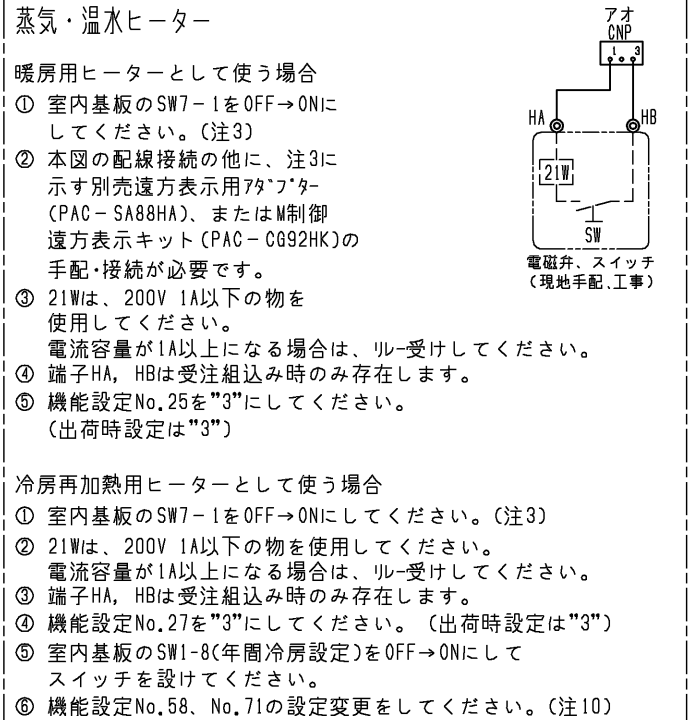 蒸気・温水ヒーター
アオ
CNP
1 3
HA
HB
21W
SW
電磁弁、スイッチ
(現地手配、工事)
暖房用ヒーターとして使う場合
① 室内基板のSW7-1をOFF→ONに
してください。(注3)
② 本図の配線接続の他に、注3に
示す別売遠方表示用アダプター
(PAC-SA88HA)、またはM制御
遠方表示キット(PAC-CG92HK)の
手配・接続が必要です。
③ 21Wは、200V 1A以下の物を
使用してください。
電流容量が1A以上になる場合は、リレー受けしてください。
④ 端子HA, HBは受注組込み時のみ存在します。
⑤ 機能設定No.25を”3”にしてください。
(出荷時設定は”3”)
冷房再加熱用ヒーターとして使う場合
① 室内基板のSW7-1をOFF→ONにしてください。(注3)
② 21Wは、200V 1A以下の物を使用してください。
電流容量が1A以上になる場合は、リレー受けしてください。
③ 端子HA, HBは受注組込み時のみ存在します。
④ 機能設定No.27を”3”にしてください。(出荷時設定は”3”)
⑤ 室内基板のSW1-8(年間冷房設定)をOFF→ONにして
スイッチを設けてください。
⑥ 機能設定No.58、No.71の設定変更をしてください。(注10)